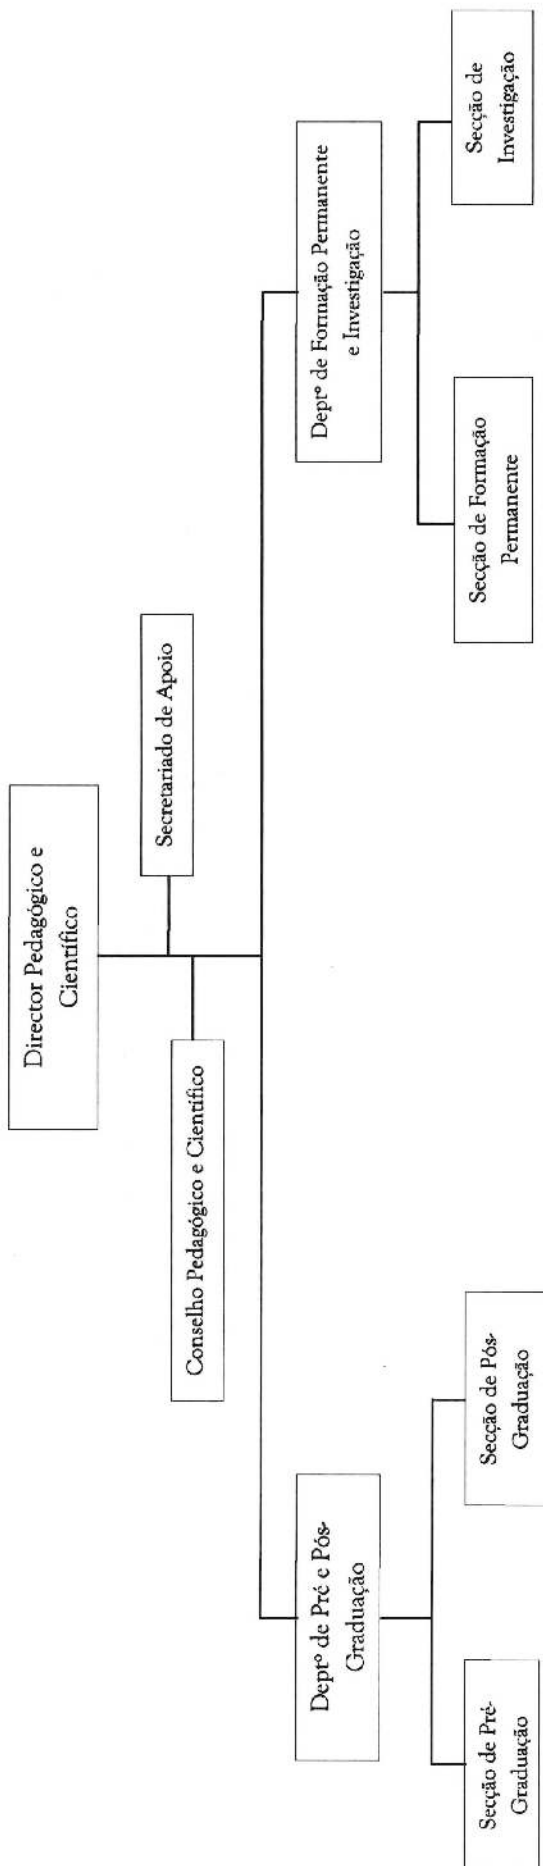 Director Pedagógico e
Científico
Secretariado de Apoio
Conselho Pedagógico e Científico
Deptº de Pré e Pós-
Graduação
Deptº de Formação Permanente
e Investigação
Secção de Pré-
Graduação
Secção de Pós-
Graduação
Secção de Formação
Permanente
Secção de
Investigação